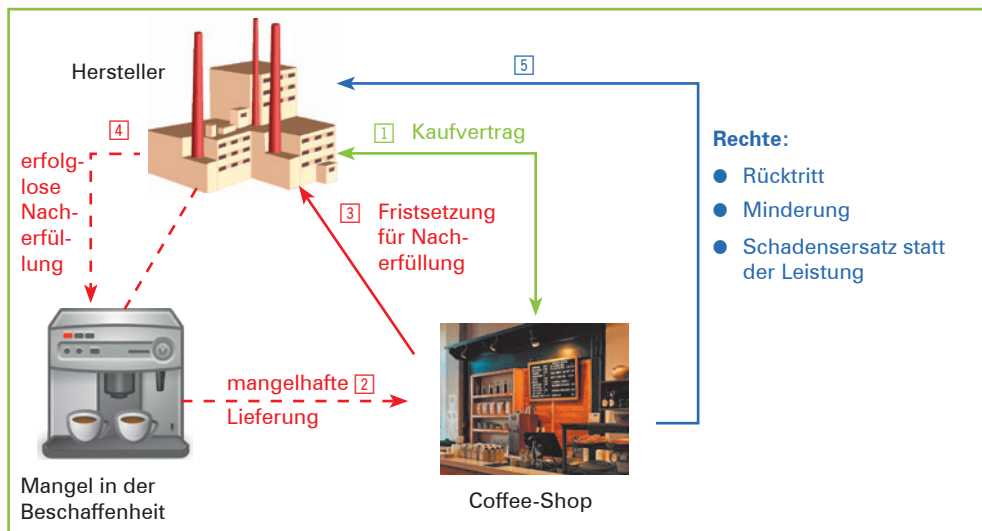 Hersteller
4
erfolg-
lose
Nach-
erfül-
lung
1 Kaufvertrag
3 Fristsetzung
für Nach-
erfüllung
5
Rechte:
● Rücktritt
● Minderung
● Schadensersatz statt
der Leistung
mangelhafte 2
Lieferung
Mangel in der
Beschaffenheit
Coffee-Shop